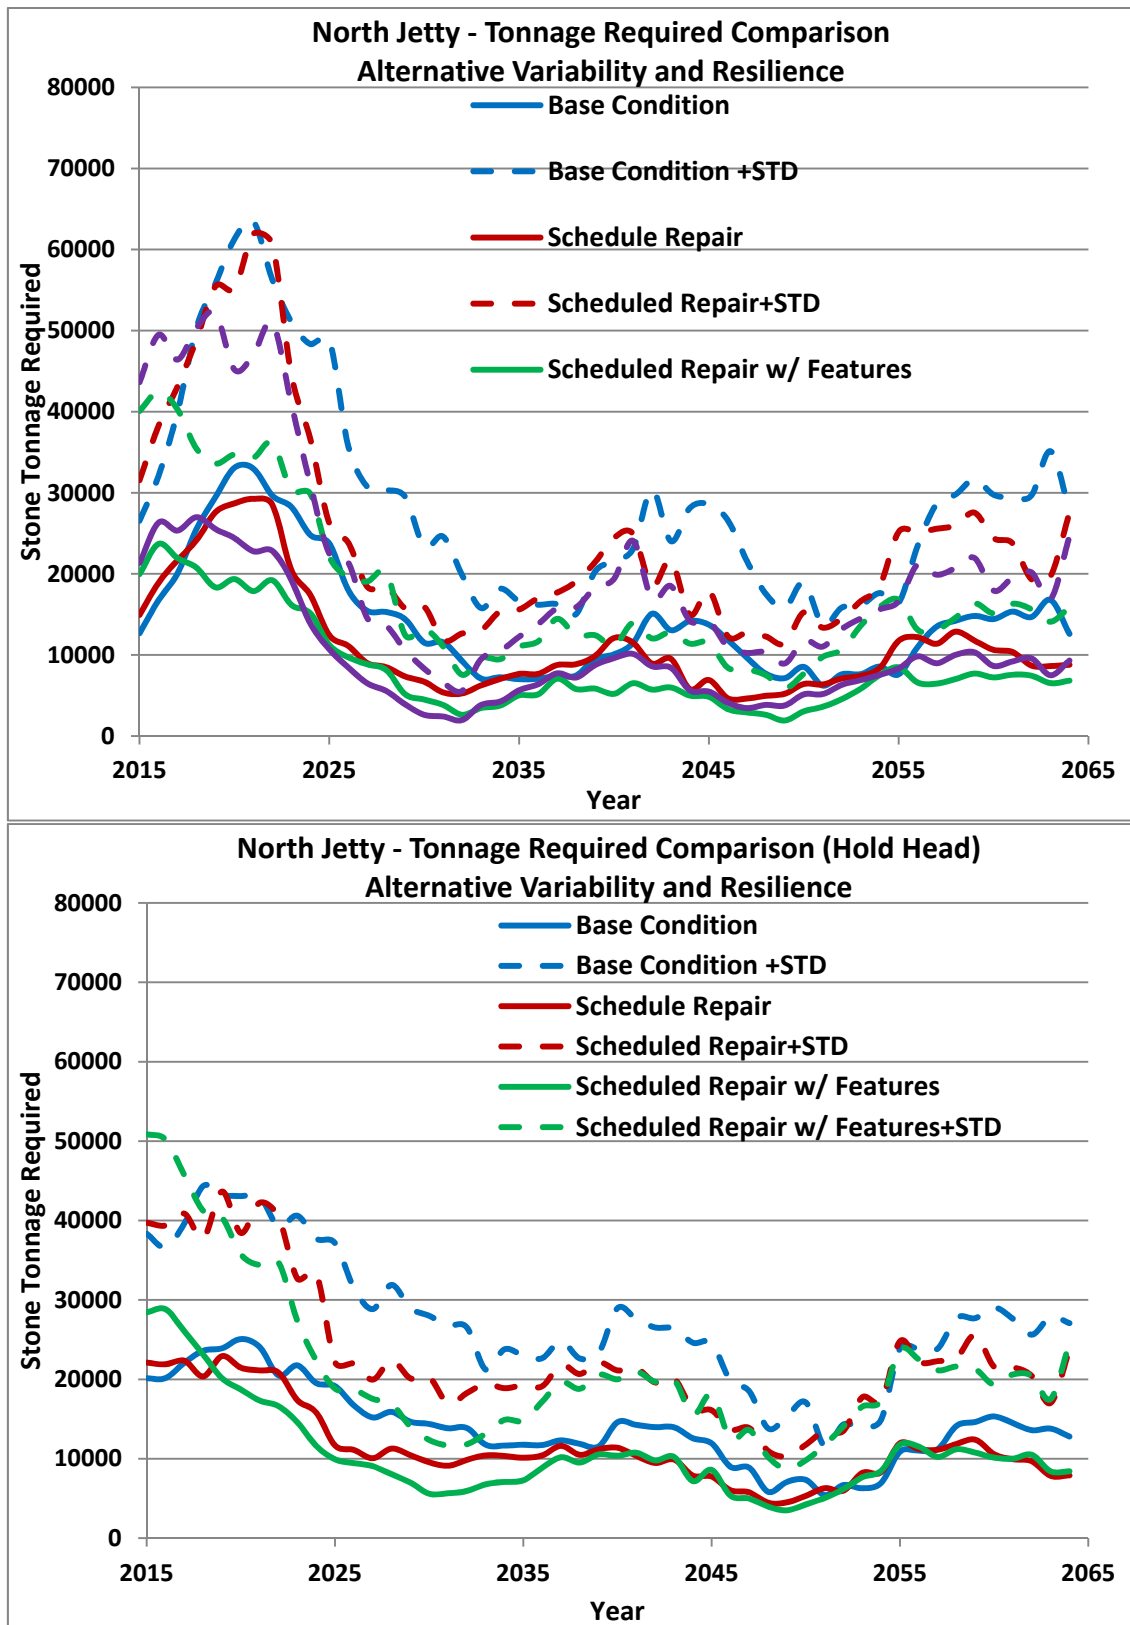 North Jetty - Tonnage Required Comparison
Alternative Variability and Resilience
80000
70000
60000
50000
40000
30000
20000
10000
0
Stone Tonnage Required
Base Condition
Base Condition +STD
Schedule Repair
Scheduled Repair+STD
Scheduled Repair w/ Features
2015 2025 2035 2045 2055 2065
Year
North Jetty - Tonnage Required Comparison (Hold Head)
Alternative Variability and Resilience
80000
70000
60000
50000
40000
30000
20000
10000
0
Stone Tonnage Required
Base Condition
Base Condition +STD
Schedule Repair
Scheduled Repair+STD
Scheduled Repair w/ Features
Scheduled Repair w/ Features+STD
2015 2025 2035 2045 2055 2065
Year